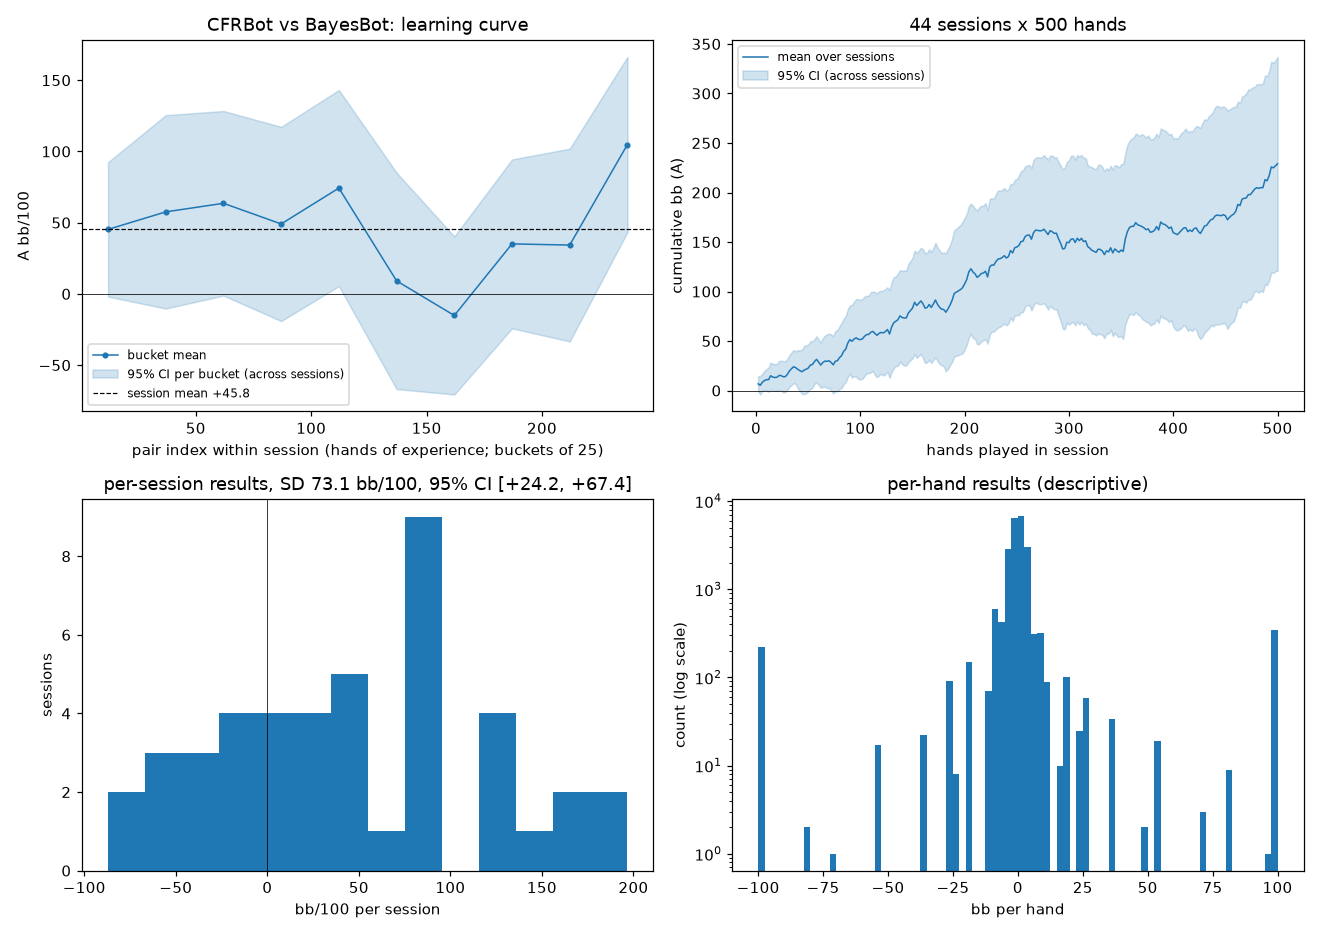 CFRBot vs BayesBot: learning curve
A bb/100
150
100
50
0
−50
bucket mean
95% CI per bucket (across sessions)
session mean +45.8
50
100
150
200
pair index within session (hands of experience; buckets of 25)
44 sessions x 500 hands
cumulative bb (A)
350
300
250
200
150
100
50
0
mean over sessions
95% CI (across sessions)
0
100
200
300
400
500
hands played in session
per-session results, SD 73.1 bb/100, 95% CI [+24.2, +67.4]
sessions
8
6
4
2
0
−100
−50
0
50
100
150
200
bb/100 per session
per-hand results (descriptive)
count (log scale)
10⁴
10³
10²
10¹
10⁰
−100
−75
−50
−25
0
25
50
75
100
bb per hand